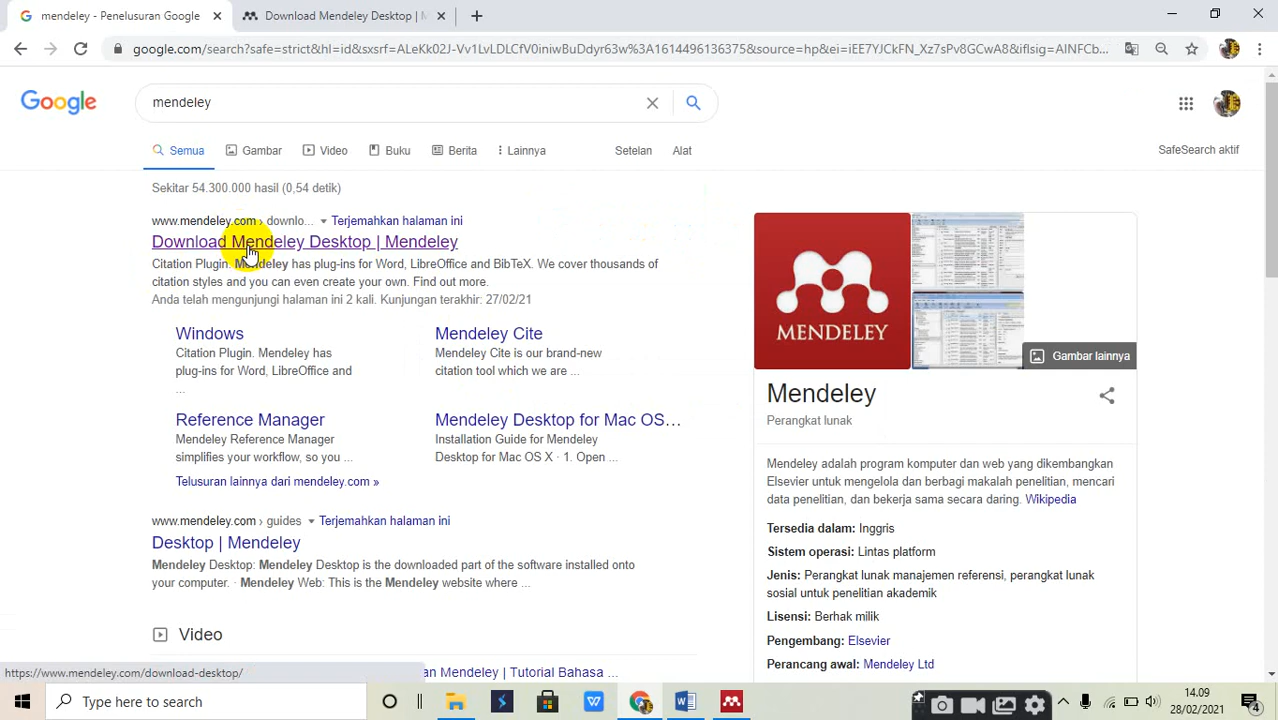 mendeley - Penelusuran Google
Download Mendeley Desktop | M
google.com/search?safe=strict&hl=id&sxsrf=ALeKk02J-Vv1LvLDLCfV0iniwBuDdyr63w%3A1614496136375&source=hp&ei=iEE7YJCkFN_Xz7sPv8GCwA8&iflsig=AINFCb...
Google
mendeley
Semua
Gambar
Video
Buku
Berita
Lainnya
Setelan
Alat
SafeSearch aktif
Sekitar 54.300.000 hasil (0,54 detik)
www.mendeley.com › downlo... Terjemahkan halaman ini
Download Mendeley Desktop | Mendeley
Citation Plugin. Mendeley has plug-ins for Word, LibreOffice and BibTeX. We cover thousands of
citation styles and you can even create your own. Find out more.
Anda telah mengunjungi halaman ini 2 kali. Kunjungan terakhir: 27/02/21
Windows
Citation Plugin. Mendeley has
plug-ins for Word, LibreOffice and
...
Mendeley Cite
Mendeley Cite is our brand-new
citation tool which we are ...
Reference Manager
Mendeley Reference Manager
simplifies your workflow, so you ...
Mendeley Desktop for Mac OS...
Installation Guide for Mendeley
Desktop for Mac OS X · 1. Open ...
Telusuran lainnya dari mendeley.com »
www.mendeley.com › guides Terjemahkan halaman ini
Desktop | Mendeley
Mendeley Desktop: Mendeley Desktop is the downloaded part of the software installed onto
your computer. · Mendeley Web: This is the Mendeley website where ...
Video
an Mendeley | Tutorial Bahasa ...
MENDELEY
Gambar lainnya
Mendeley
Perangkat lunak
Mendeley adalah program komputer dan web yang dikembangkan
Elsevier untuk mengelola dan berbagi makalah penelitian, mencari
data penelitian, dan bekerja sama secara daring. Wikipedia
Tersedia dalam: Inggris
Sistem operasi: Lintas platform
Jenis: Perangkat lunak manajemen referensi, perangkat lunak
sosial untuk penelitian akademik
Lisensi: Berhak milik
Pengembang: Elsevier
Perancang awal: Mendeley Ltd
https://www.mendeley.com/download-desktop/
Type here to search
14.09
28/02/2021
4